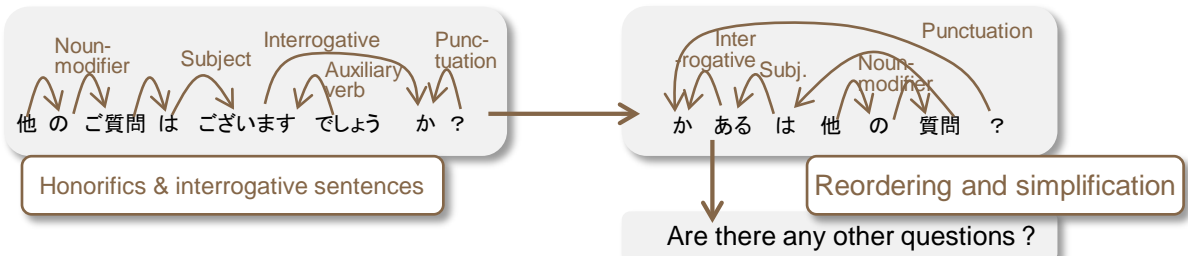 Noun-
modifier
Subject
Interrogative
Auxiliary
verb
Punc-
tuation
他 の ご質問 は ございます でしょう か ?
Honorifics & interrogative sentences
Inter
-rogative
Subj.
Noun-
modifier
Punctuation
か ある は 他 の 質問 ?
Reordering and simplification
Are there any other questions ?